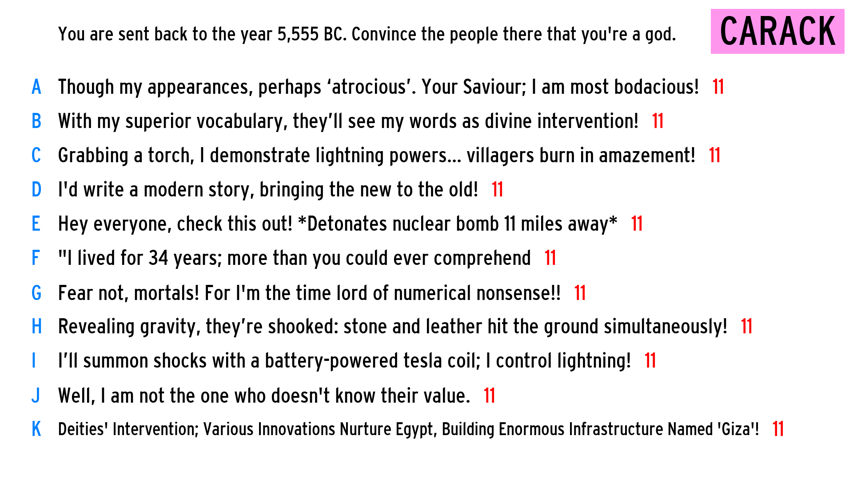 You are sent back to the year 5,555 BC. Convince the people there that you're a god.
CARACK
A Though my appearances, perhaps ‘atrocious’. Your Saviour; I am most bodacious! 11
B With my superior vocabulary, they’ll see my words as divine intervention! 11
C Grabbing a torch, I demonstrate lightning powers... villagers burn in amazement! 11
D I'd write a modern story, bringing the new to the old! 11
E Hey everyone, check this out! *Detonates nuclear bomb 11 miles away* 11
F "I lived for 34 years; more than you could ever comprehend 11
G Fear not, mortals! For I'm the time lord of numerical nonsense!! 11
H Revealing gravity, they’re shooked: stone and leather hit the ground simultaneously! 11
I I’ll summon shocks with a battery-powered tesla coil; I control lightning! 11
J Well, I am not the one who doesn't know their value. 11
K Deities' Intervention; Various Innovations Nurture Egypt, Building Enormous Infrastructure Named 'Giza'! 11